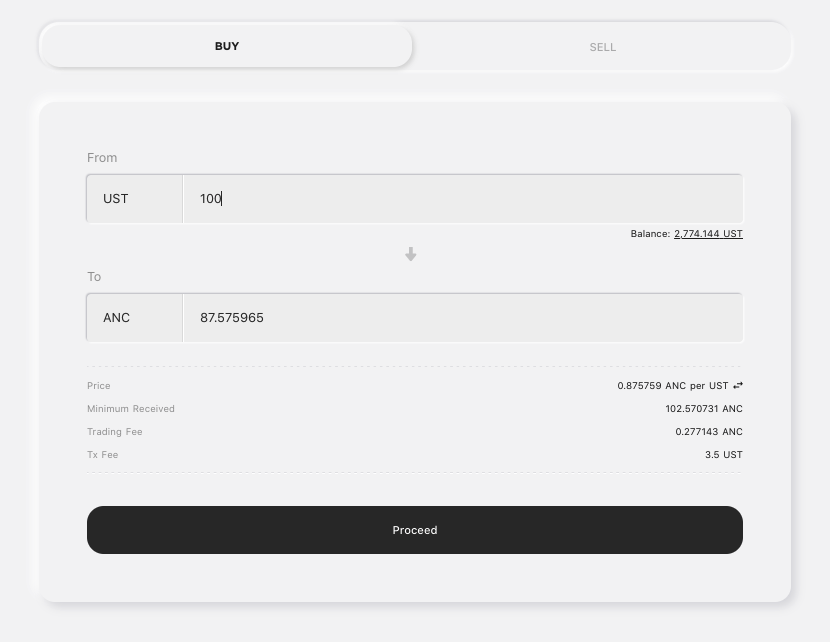 BUY SELL
From
UST 100
Balance: 2,774.144 UST
To
ANC 87.575965
Price 0.875759 ANC per UST
Minimum Received 102.570731 ANC
Trading Fee 0.277143 ANC
Tx Fee 3.5 UST
Proceed